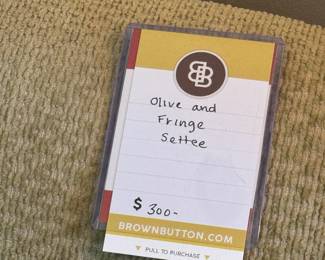 BB
Olive and
Fringe
Settee
$ 300-
BROWNBUTTON.COM
▼ PULL TO PURCHASE ▼